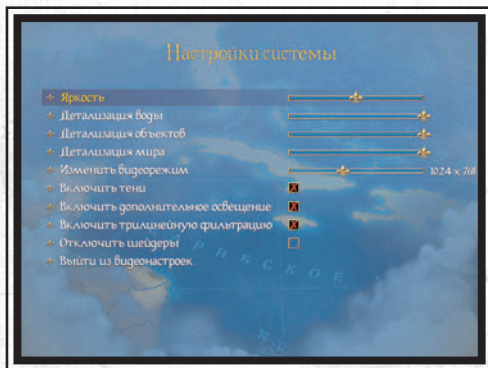 Настройки системы
Яркость
Детализация воды
Детализация объектов
Детализация мира
Изменить видеорежим 1024 x 768
Включить тени
Включить дополнительное освещение
Включить трилинейную фильтрацию
Отключить шейдеры
Выйти из видеонастроек
АРИБСКОЕ